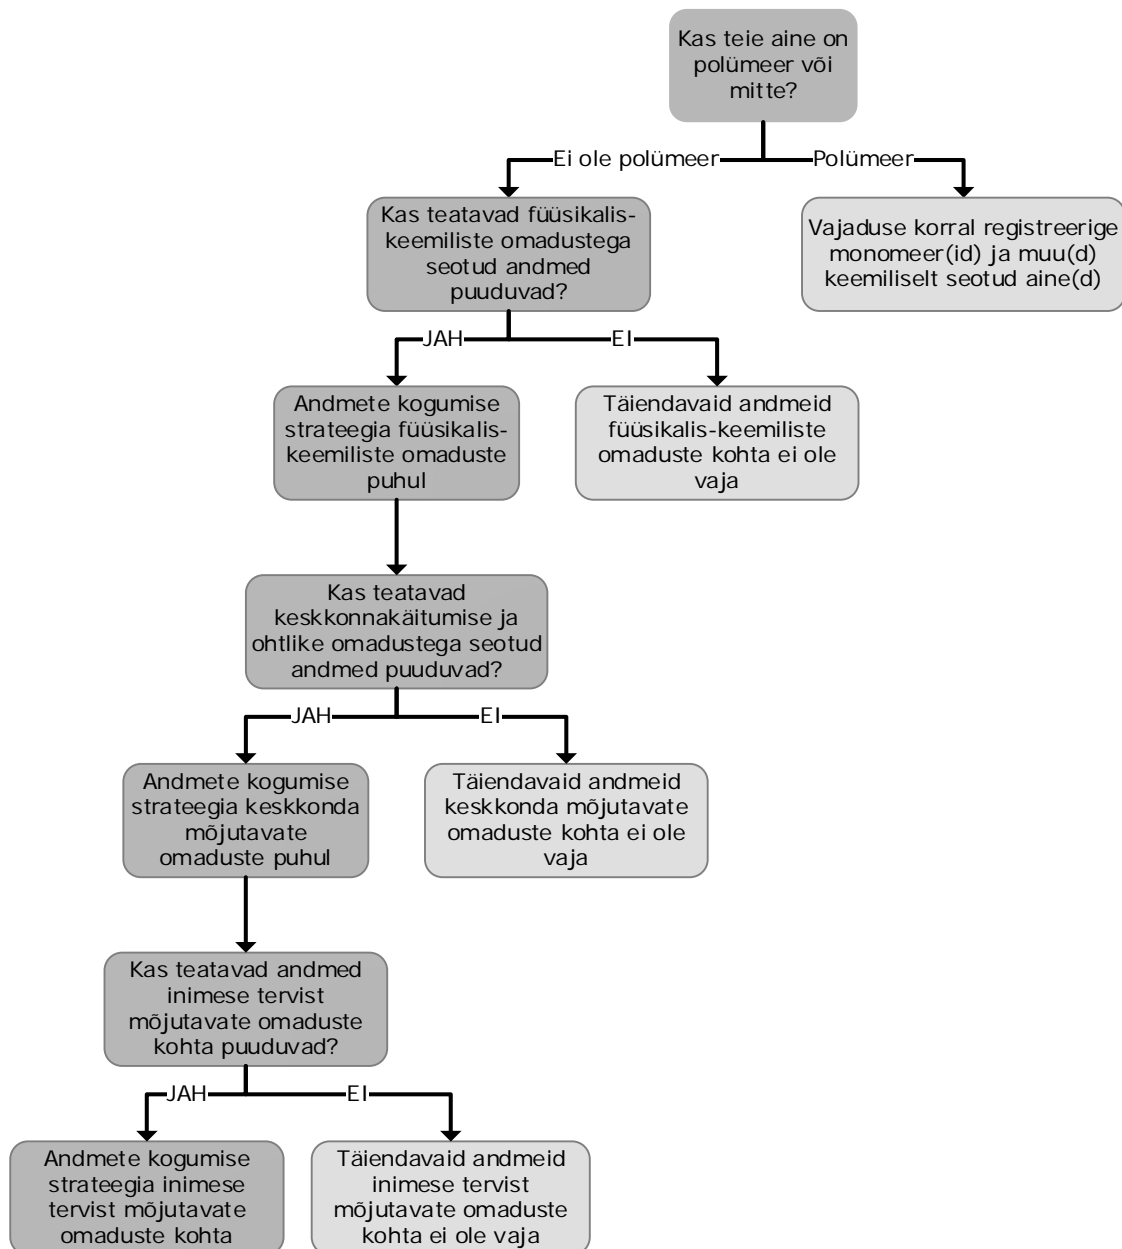 Kas teie aine on
polümeer või
mitte?
Ei ole polümeer
Polümeer
Kas teatavad füüsikalis-
keemiliste omadustega
seotud andmed
puuduvad?
Vajaduse korral registreerige
monomeer(id) ja muu(d)
keemiliselt seotud aine(d)
JAH
EI
Andmete kogumise
strateegia füüsikalis-
keemiliste omaduste
puhul
Täiendavaid andmeid
füüsikalis-keemiliste
omaduste kohta ei ole
vaja
Kas teatavad
keskkonnakäitumise ja
ohtlike omadustega seotud
andmed puuduvad?
JAH
EI
Andmete kogumise
strateegia keskkonda
mõjutavate
omaduste puhul
Täiendavaid andmeid
keskkonda mõjutavate
omaduste kohta ei ole
vaja
Kas teatavad andmed
inimese tervist
mõjutavate omaduste
kohta puuduvad?
JAH
EI
Andmete kogumise
strateegia inimese
tervist mõjutavate
omaduste kohta
Täiendavaid andmeid
inimese tervist
mõjutavate omaduste
kohta ei ole vaja